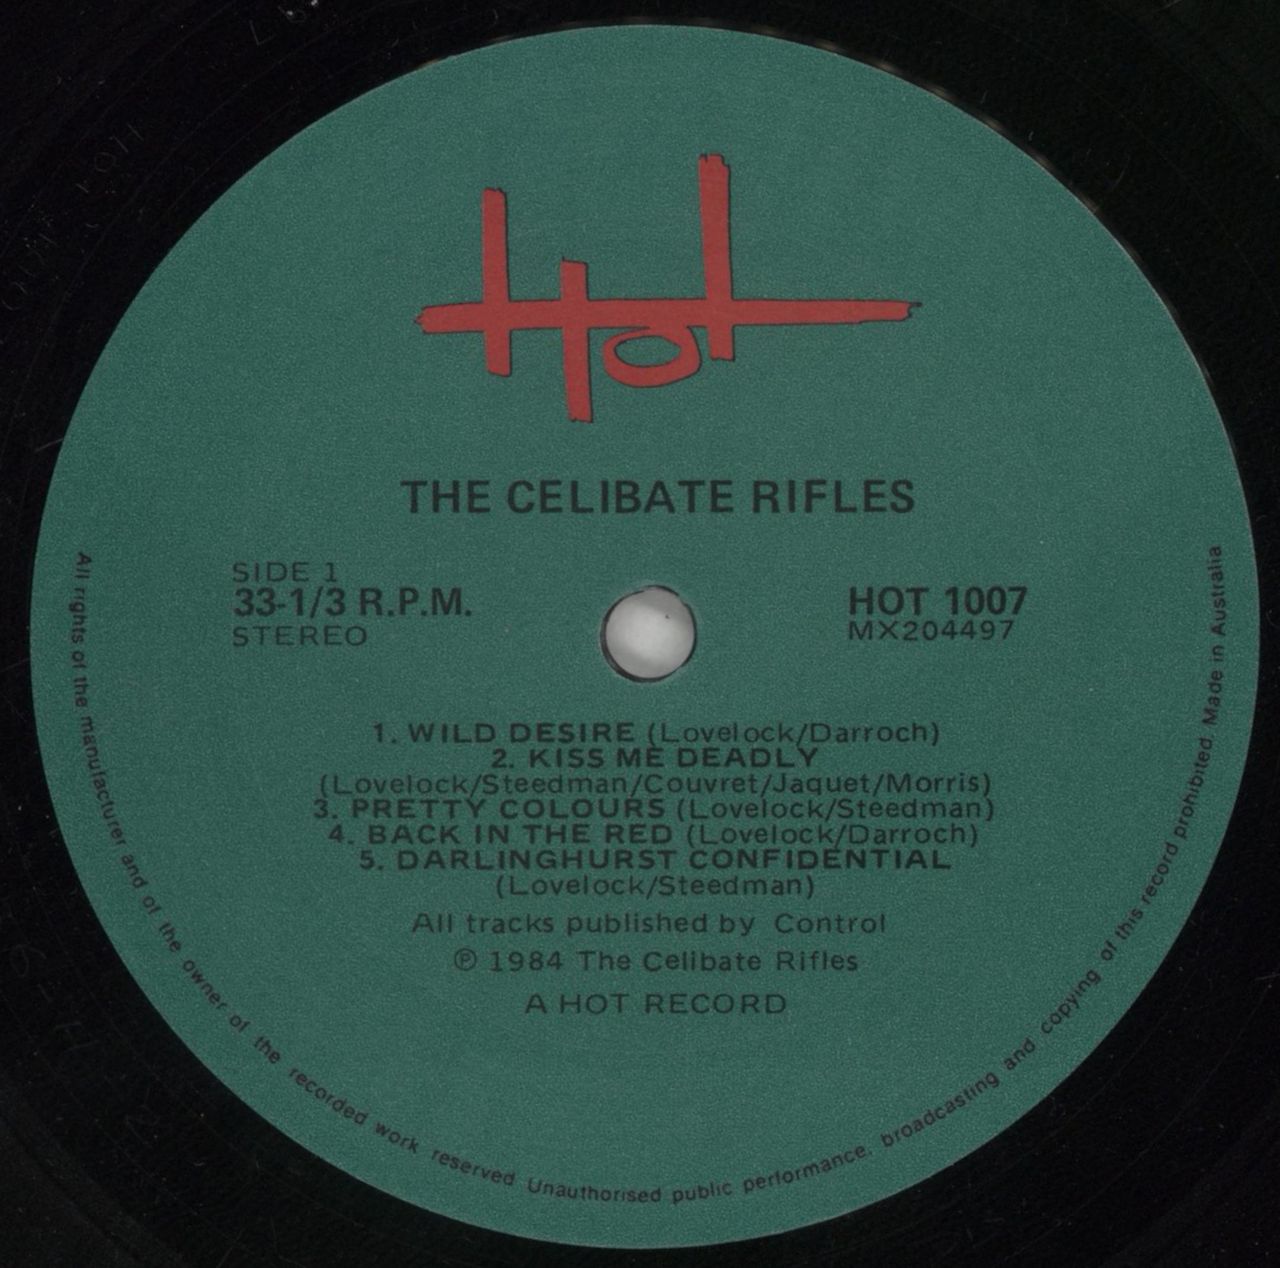 Hot
THE CELIBATE RIFLES
SIDE 1
33-1/3 R.P.M.
STEREO
HOT 1007
MX204497
1. WILD DESIRE (Lovelock/Darroch)
2. KISS ME DEADLY
(Lovelock/Steedman/Couvret/Jaquet/Morris)
3. PRETTY COLOURS (Lovelock/Steedman)
4. BACK IN THE RED (Lovelock/Darroch)
5. DARLINGHURST CONFIDENTIAL
(Lovelock/Steedman)
All tracks published by Control
℗ 1984 The Celibate Rifles
A HOT RECORD
All rights of the manufacturer and of the owner of the recorded work reserved Unauthorised public performance, broadcasting and copying of this record prohibited. Made in Australia